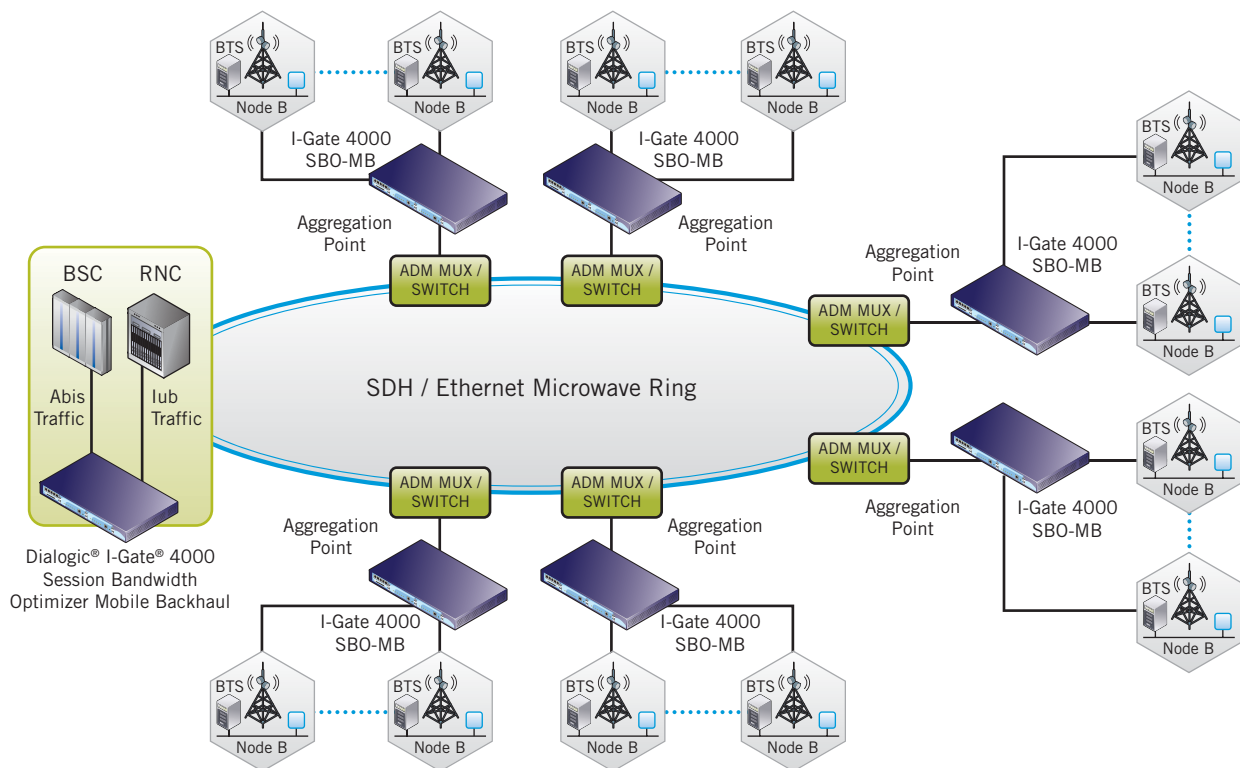 BTS
Node B
BTS
Node B
BTS
Node B
BTS
Node B
I-Gate 4000
SBO-MB
I-Gate 4000
SBO-MB
Aggregation
Point
Aggregation
Point
ADM MUX /
SWITCH
ADM MUX /
SWITCH
BTS
Node B
Aggregation
Point
I-Gate 4000
SBO-MB
ADM MUX /
SWITCH
BTS
Node B
BSC
RNC
Abis
Traffic
Iub
Traffic
Dialogic® I-Gate® 4000
Session Bandwidth
Optimizer Mobile Backhaul
SDH / Ethernet Microwave Ring
ADM MUX /
SWITCH
Aggregation
Point
I-Gate 4000
SBO-MB
BTS
Node B
BTS
Node B
ADM MUX /
SWITCH
ADM MUX /
SWITCH
Aggregation
Point
Aggregation
Point
I-Gate 4000
SBO-MB
I-Gate 4000
SBO-MB
BTS
Node B
BTS
Node B
BTS
Node B
BTS
Node B